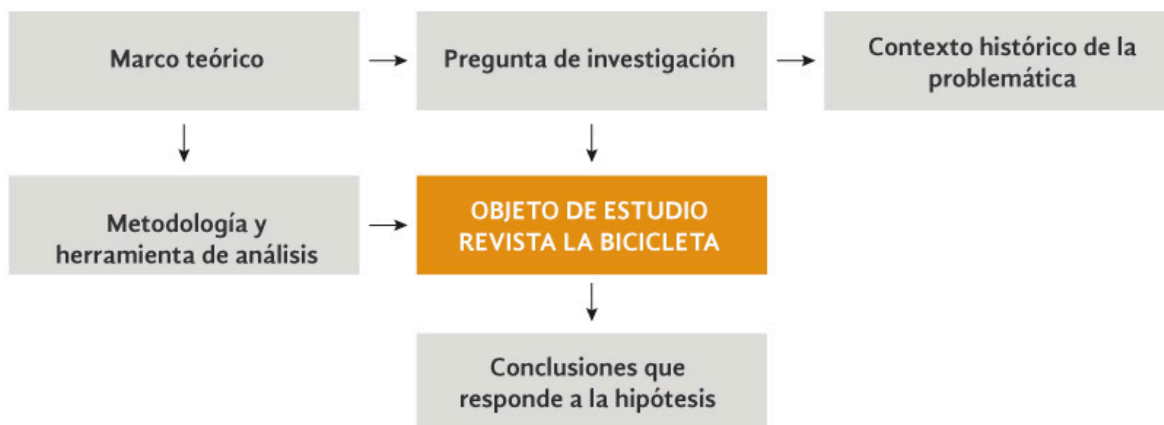 Marco teórico
Pregunta de investigación
Contexto histórico de la
problemática
Metodología y
herramienta de análisis
OBJETO DE ESTUDIO
REVISTA LA BICICLETA
Conclusiones que
responde a la hipótesis